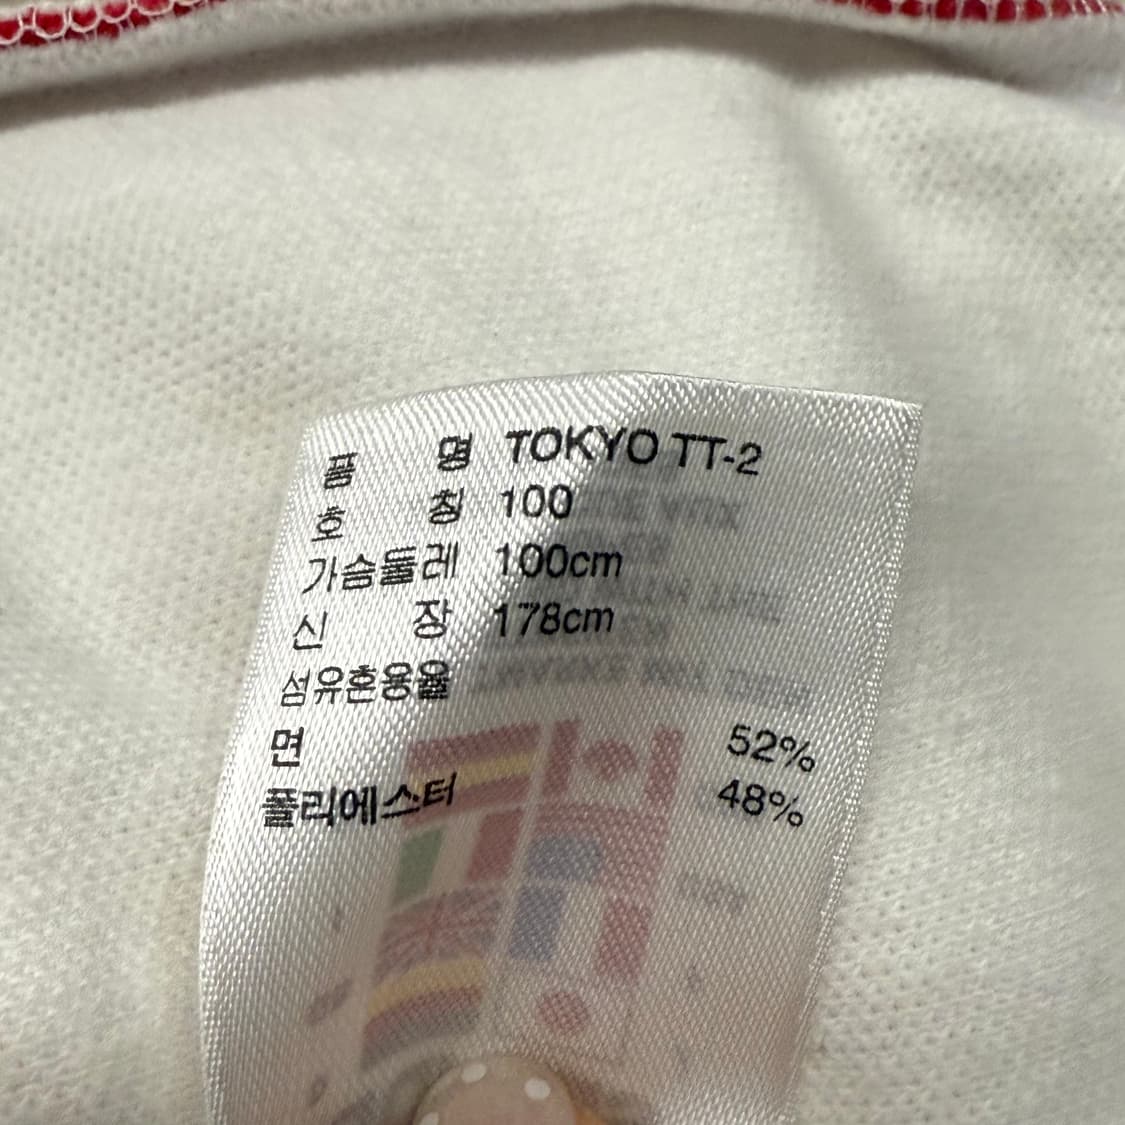 품 명 TOKYO TT-2
호 칭 100
가슴둘레 100cm
신 장 178cm
섬유혼용율
면 52%
폴리에스터 48%